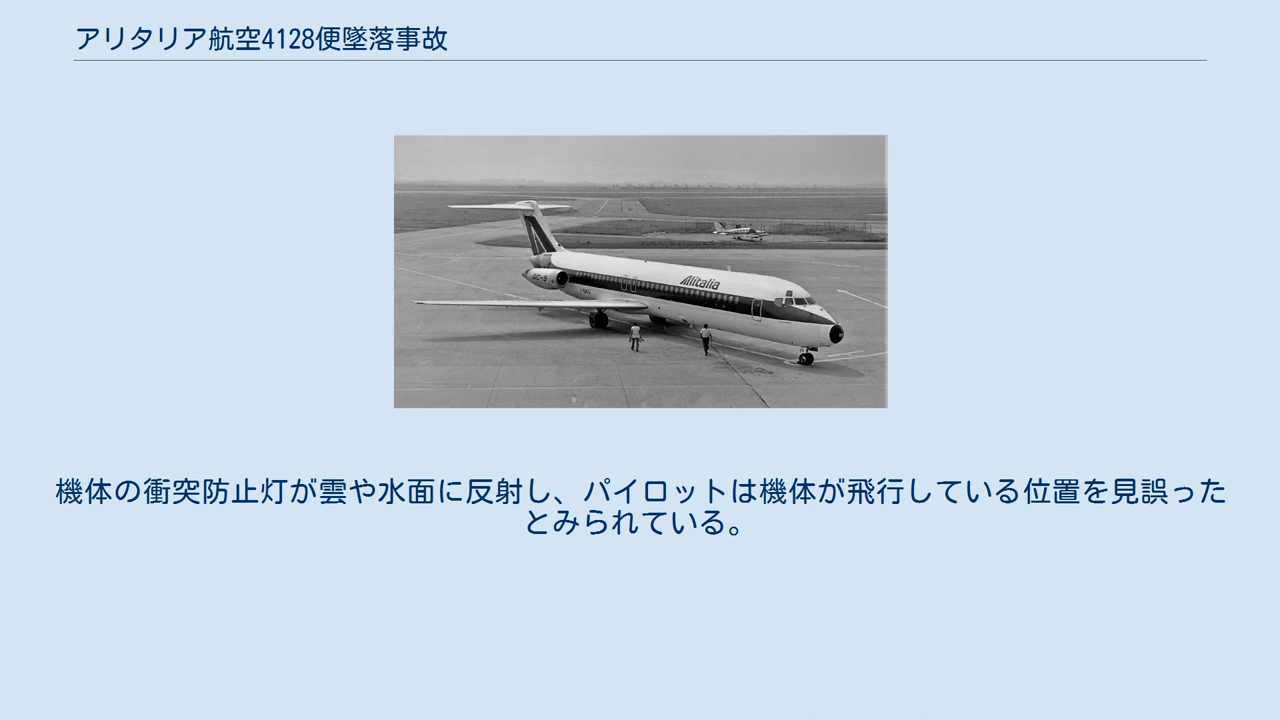 アリタリア航空4128便墜落事故
Alitalia
DC-9
機体の衝突防止灯が雲や水面に反射し、パイロットは機体が飛行している位置を見誤った
とみられている。